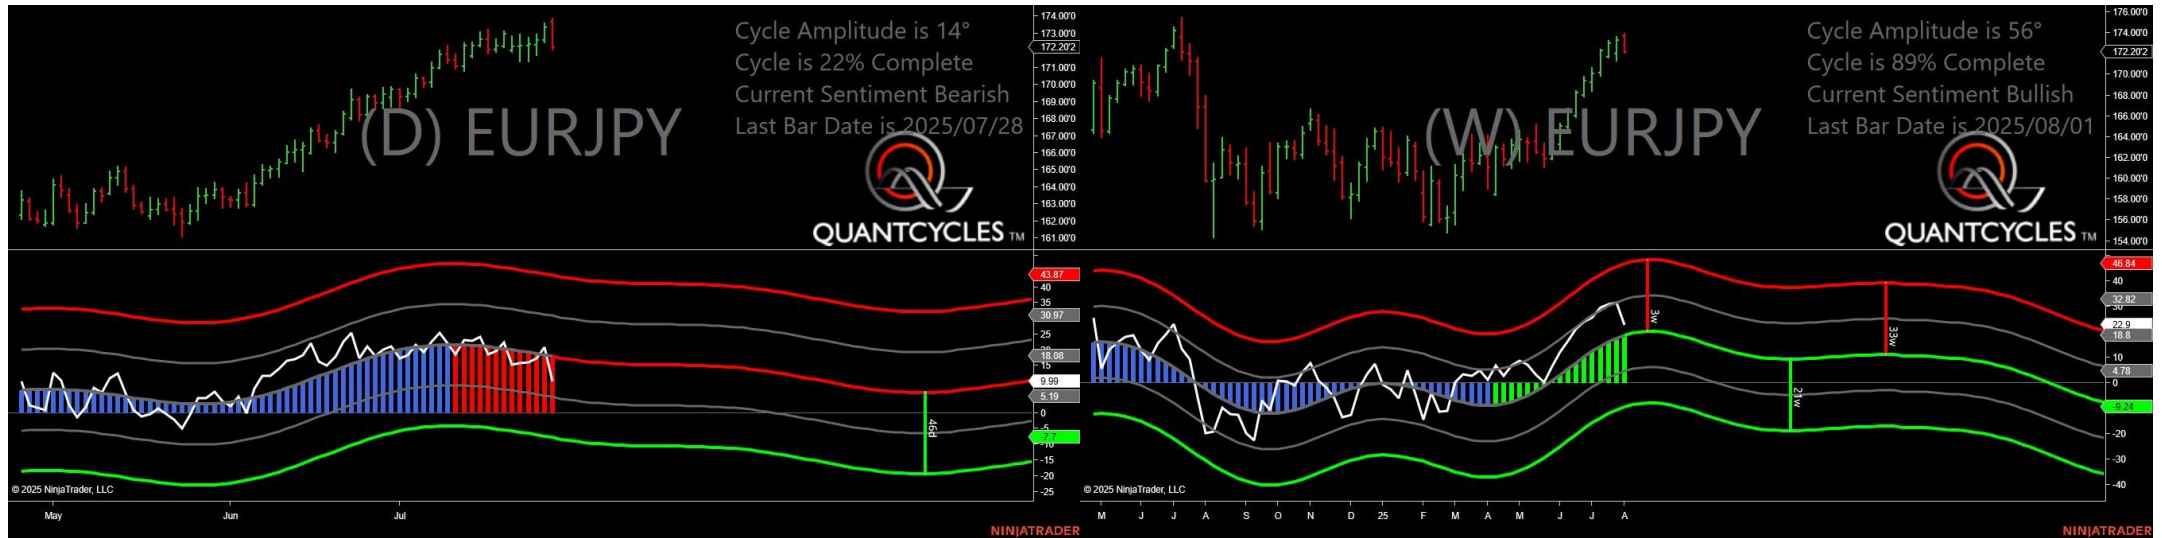 Cycle Amplitude is 14°
Cycle is 22% Complete
Current Sentiment Bearish
Last Bar Date is 2025/07/28
(D) EURJPY
QUANTCYCLES TM
174.00'0
173.00'0
172.20'2
171.00'0
170.00'0
169.00'0
168.00'0
167.00'0
166.00'0
165.00'0
164.00'0
163.00'0
162.00'0
161.00'0
43.87
40
35
30.97
25
18.08
15
9.99
5.19
0
-5
-7.7
-15
-20
-25
46d
© 2025 NinjaTrader, LLC
May Jun Jul
NINJATRADER
Cycle Amplitude is 56°
Cycle is 89% Complete
Current Sentiment Bullish
Last Bar Date is 2025/08/01
(W) EURJPY
QUANTCYCLES TM
176.00'0
174.00'0
172.20'2
170.00'0
168.00'0
166.00'0
164.00'0
162.00'0
160.00'0
158.00'0
156.00'0
154.00'0
46.84
40
32.82
30
22.9
18.8
10
4.78
0
-9.24
-20
-30
-40
3w
33w
21w
© 2025 NinjaTrader, LLC
M J J A S O N D 25 F M A M J J A
NINJATRADER